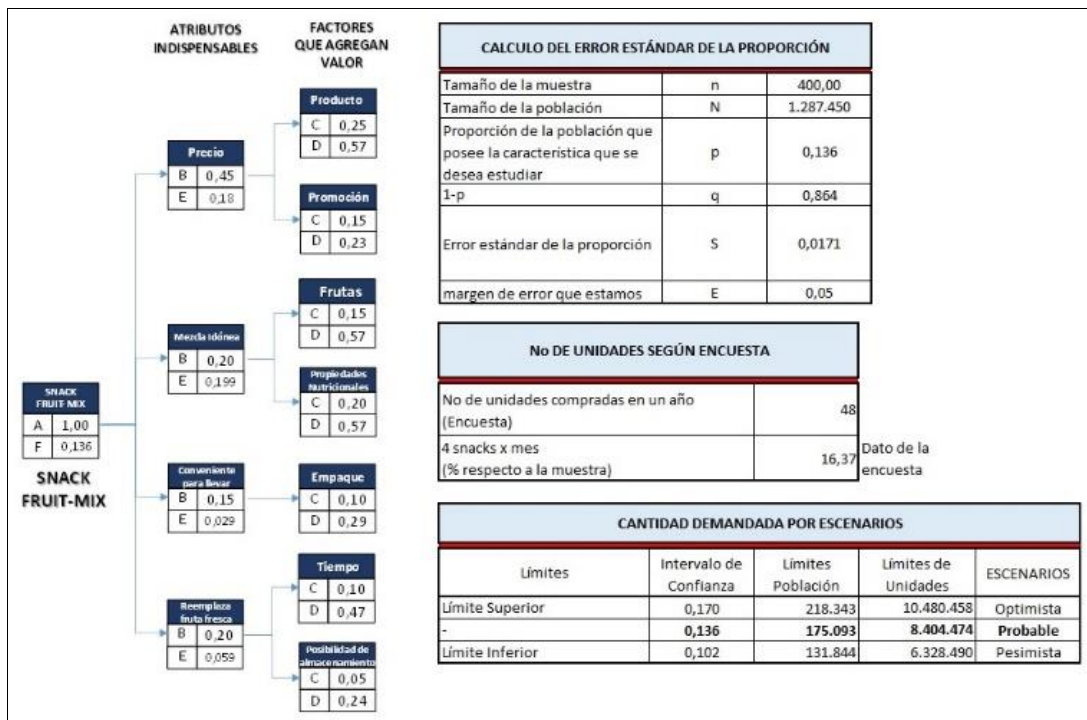 ATRIBUTOS
INDISPENSABLES
FACTORES
QUE AGREGAN
VALOR
SNACK
FRUIT-MIX
A 1,00
F 0,136
SNACK
FRUIT-MIX
Precio
B 0,45
E 0,18
Mezcla Idónea
B 0,20
E 0,199
Conveniente
para llevar
B 0,15
E 0,029
Reemplaza
fruta fresca
B 0,20
E 0,059
Producto
C 0,25
D 0,57
Promoción
C 0,15
D 0,23
Frutas
C 0,15
D 0,57
Propiedades
Nutricionales
C 0,20
D 0,57
Empaque
C 0,10
D 0,29
Tiempo
C 0,10
D 0,47
Posibilidad de
almacenamiento
C 0,05
D 0,24
CALCULO DEL ERROR ESTÁNDAR DE LA PROPORCIÓN
Tamaño de la muestra n 400,00
Tamaño de la población N 1.287.450
Proporción de la población que
posee la característica que se p 0,136
desea estudiar
1-p q 0,864
Error estándar de la proporción S 0,0171
margen de error que estamos E 0,05
No DE UNIDADES SEGÚN ENCUESTA
No de unidades compradas en un año
(Encuesta) 48
4 snacks x mes
(% respecto a la muestra) 16,37
Dato de la
encuesta
CANTIDAD DEMANDADA POR ESCENARIOS
Límites Intervalo de Confianza Límites Población Límites de Unidades ESCENARIOS
Límite Superior 0,170 218.343 10.480.458 Optimista
- 0,136 175.093 8.404.474 Probable
Límite Inferior 0,102 131.844 6.328.490 Pesimista